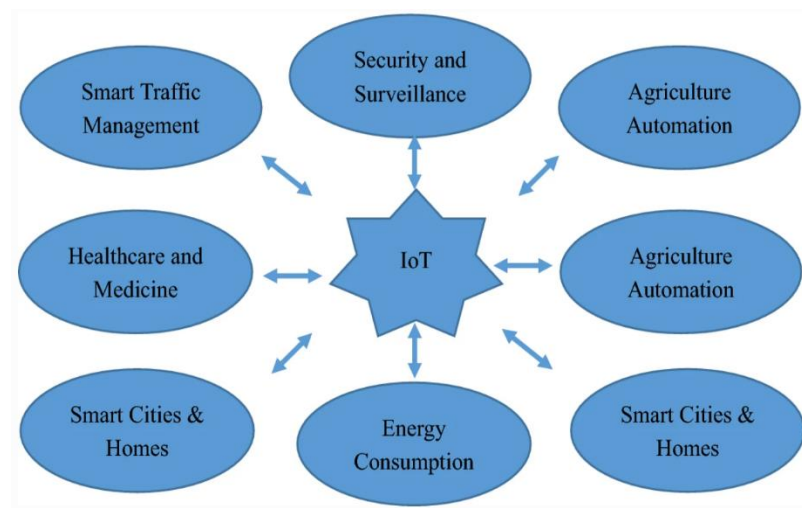 Smart Traffic
Management
Security and
Surveillance
Agriculture
Automation
Healthcare and
Medicine
IoT
Agriculture
Automation
Smart Cities &
Homes
Energy
Consumption
Smart Cities &
Homes